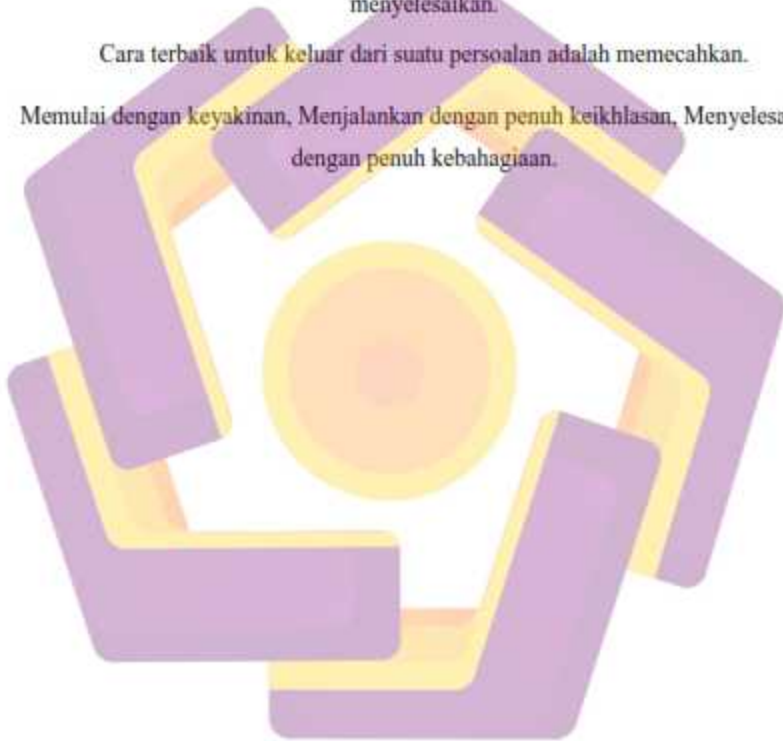 menyelesaikan.
Cara terbaik untuk keluar dari suatu persoalan adalah memecahkan.
Memulai dengan keyakinan, Menjalankan dengan penuh keikhlasan, Menyelesa
dengan penuh kebahagiaan.